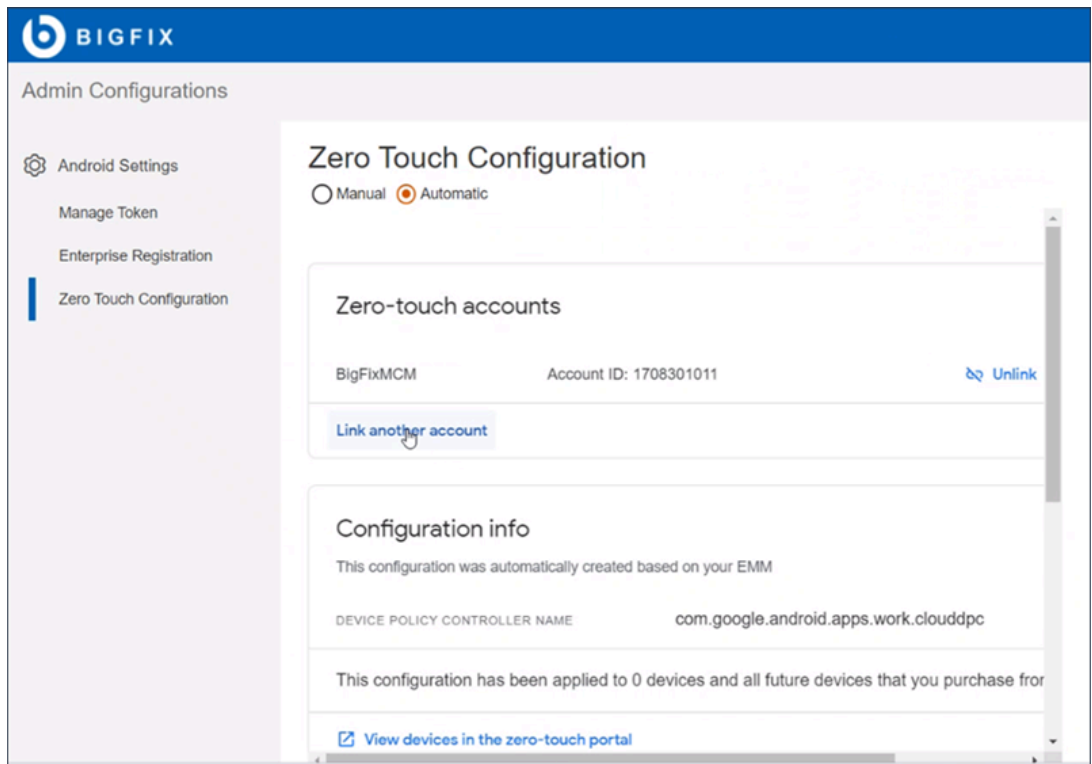 BIGFIX
Admin Configurations
Android Settings
Manage Token
Enterprise Registration
Zero Touch Configuration
Zero Touch Configuration
Manual Automatic
Zero-touch accounts
BigFixMCM Account ID: 1708301011 Unlink
Link another account
Configuration info
This configuration was automatically created based on your EMM
DEVICE POLICY CONTROLLER NAME com.google.android.apps.work.clouddpc
This configuration has been applied to 0 devices and all future devices that you purchase
View devices in the zero-touch portal